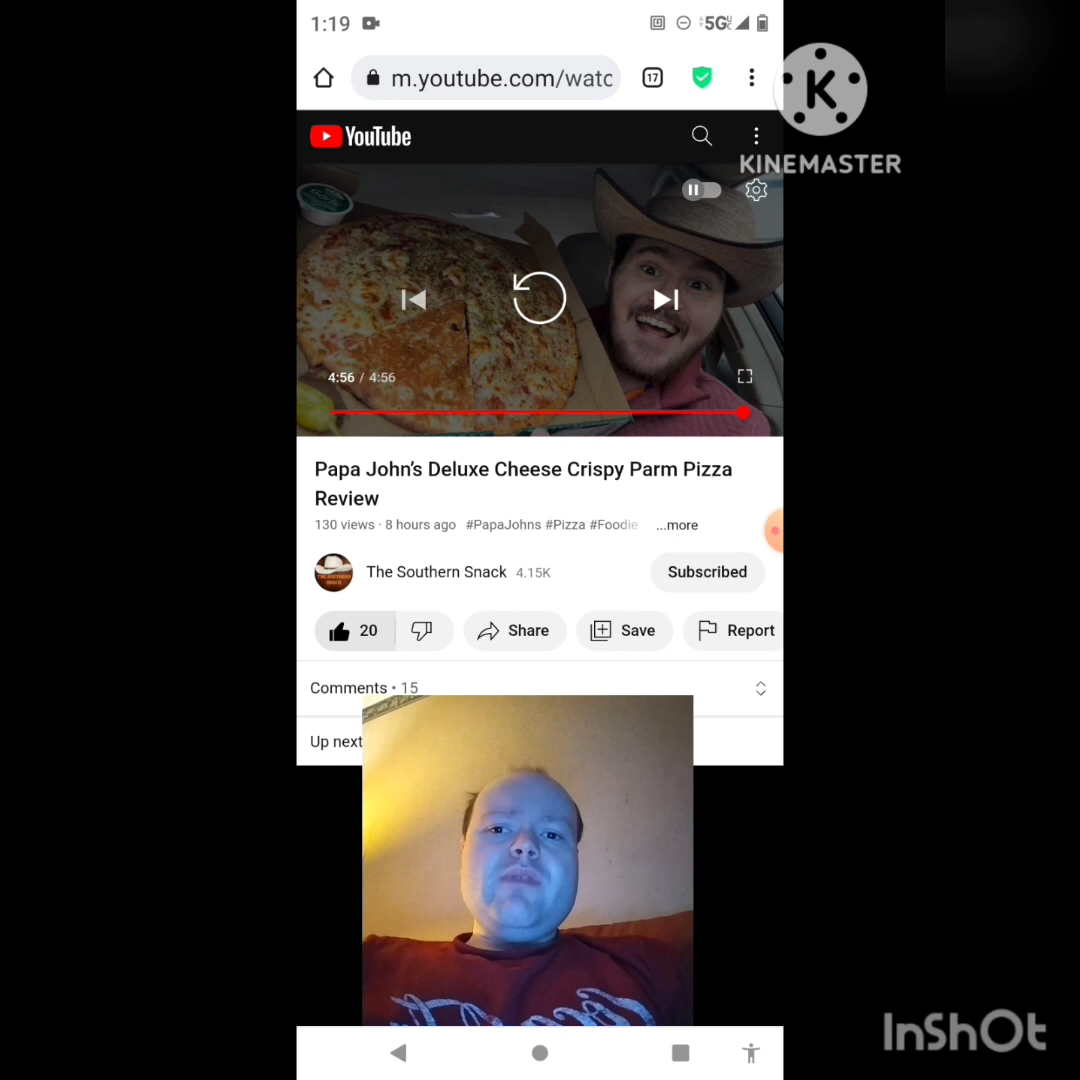 1:19
5G
m.youtube.com/watc
17
K
KINEMASTER
YouTube
4:56 / 4:56
Papa John's Deluxe Cheese Crispy Parm Pizza
Review
130 views · 8 hours ago #PapaJohns #Pizza #Foodie ...more
The Southern Snack 4.15K
Subscribed
20
Share
Save
Report
Comments • 15
Up next
InShOt